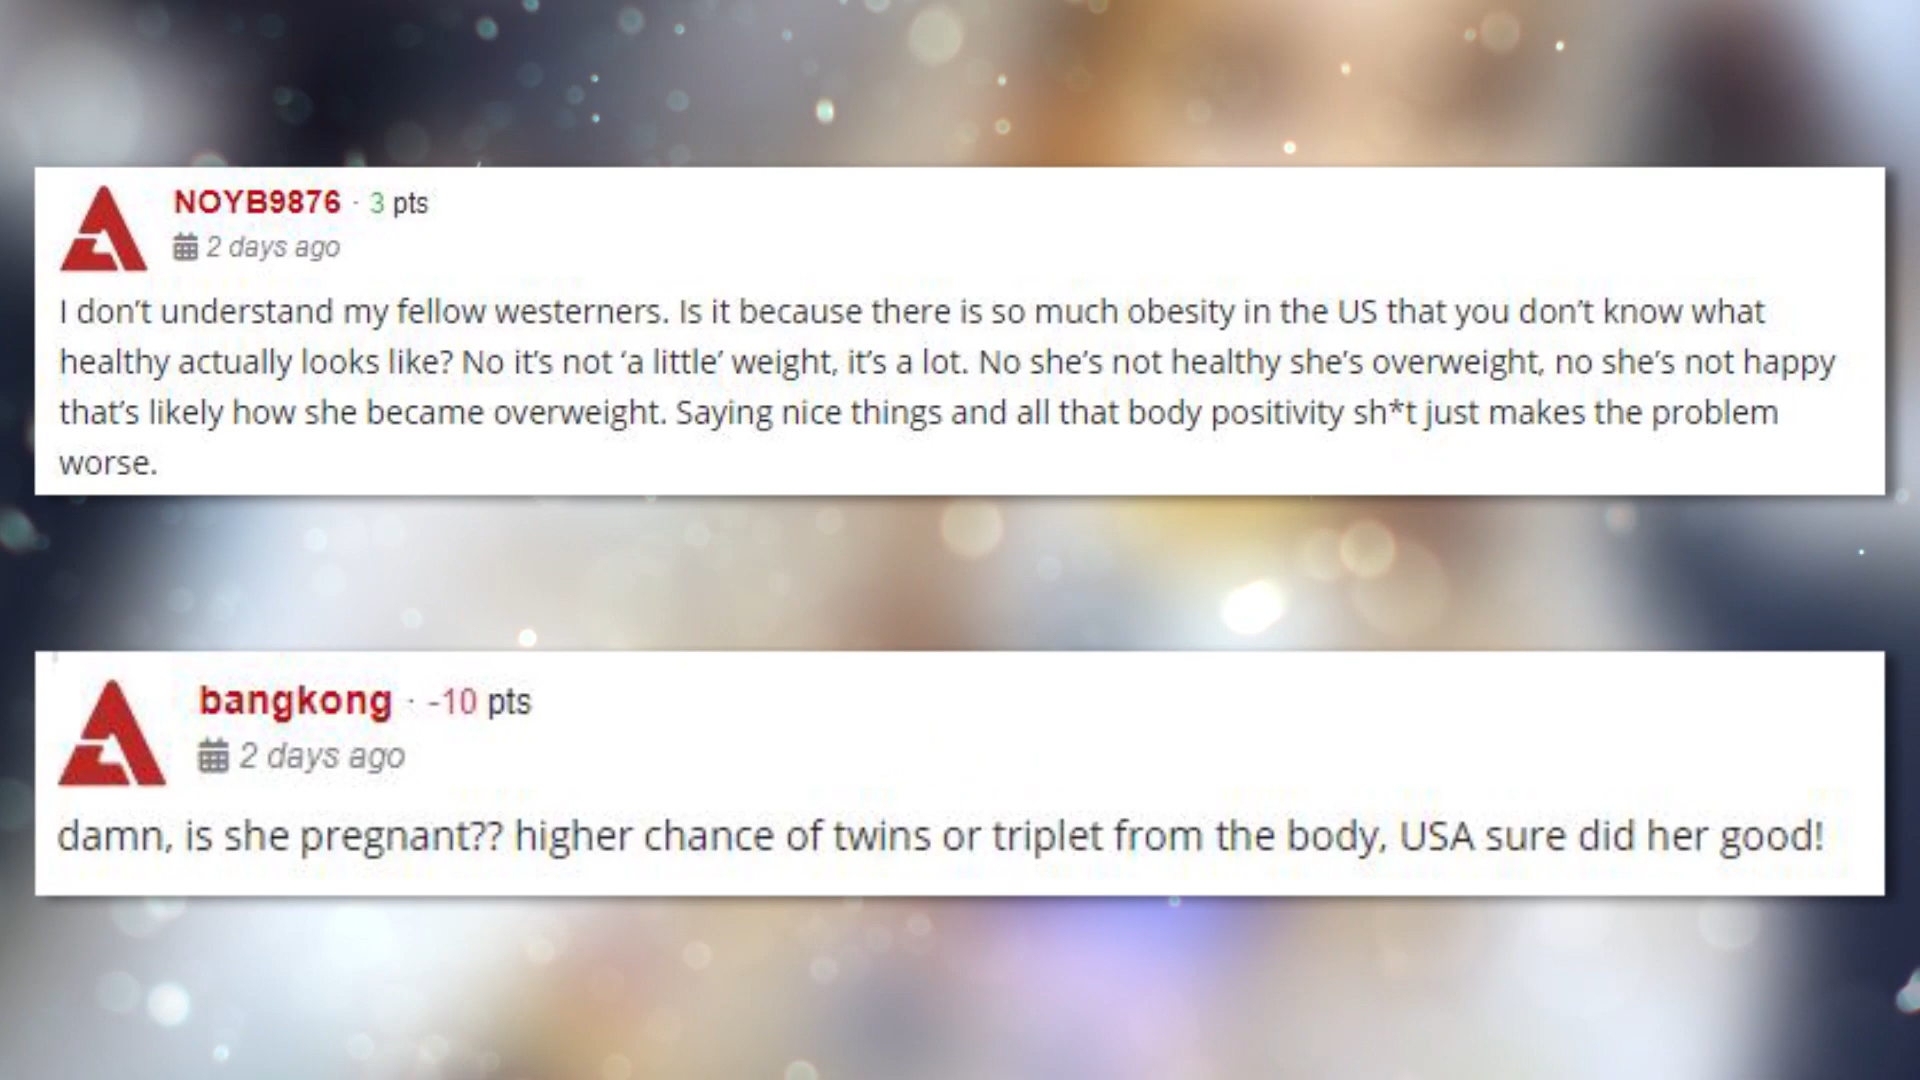 NOYB9876 · 3 pts
2 days ago
I don’t understand my fellow westerners. Is it because there is so much obesity in the US that you don’t know what
healthy actually looks like? No it’s not ‘a little’ weight, it’s a lot. No she’s not healthy she’s overweight, no she’s not happy
that’s likely how she became overweight. Saying nice things and all that body positivity sh*t just makes the problem
worse.
bangkong · -10 pts
2 days ago
damn, is she pregnant?? higher chance of twins or triplet from the body, USA sure did her good!